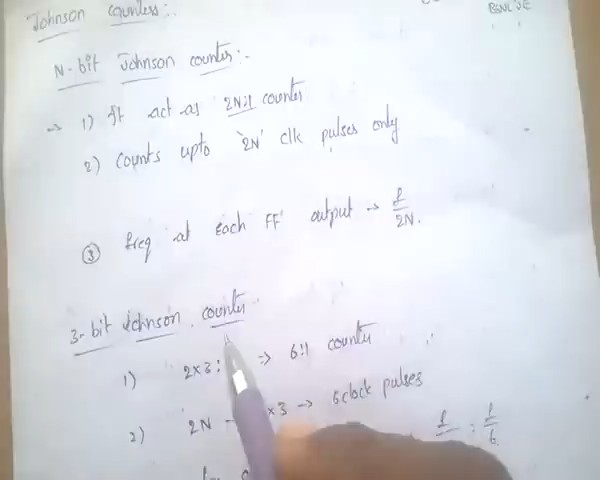 Johnson counters:.
N-bit Johnson counter:-
→ 1) It act as 2N:1 counter
2) Counts upto '2N' clk pulses only
③ freq at each FF output → f/2N.
3-bit Johnson counter
1) 2x3: ⇒ 6:1 counter
2) 2N → x3 → 6clock pulses
: f/6